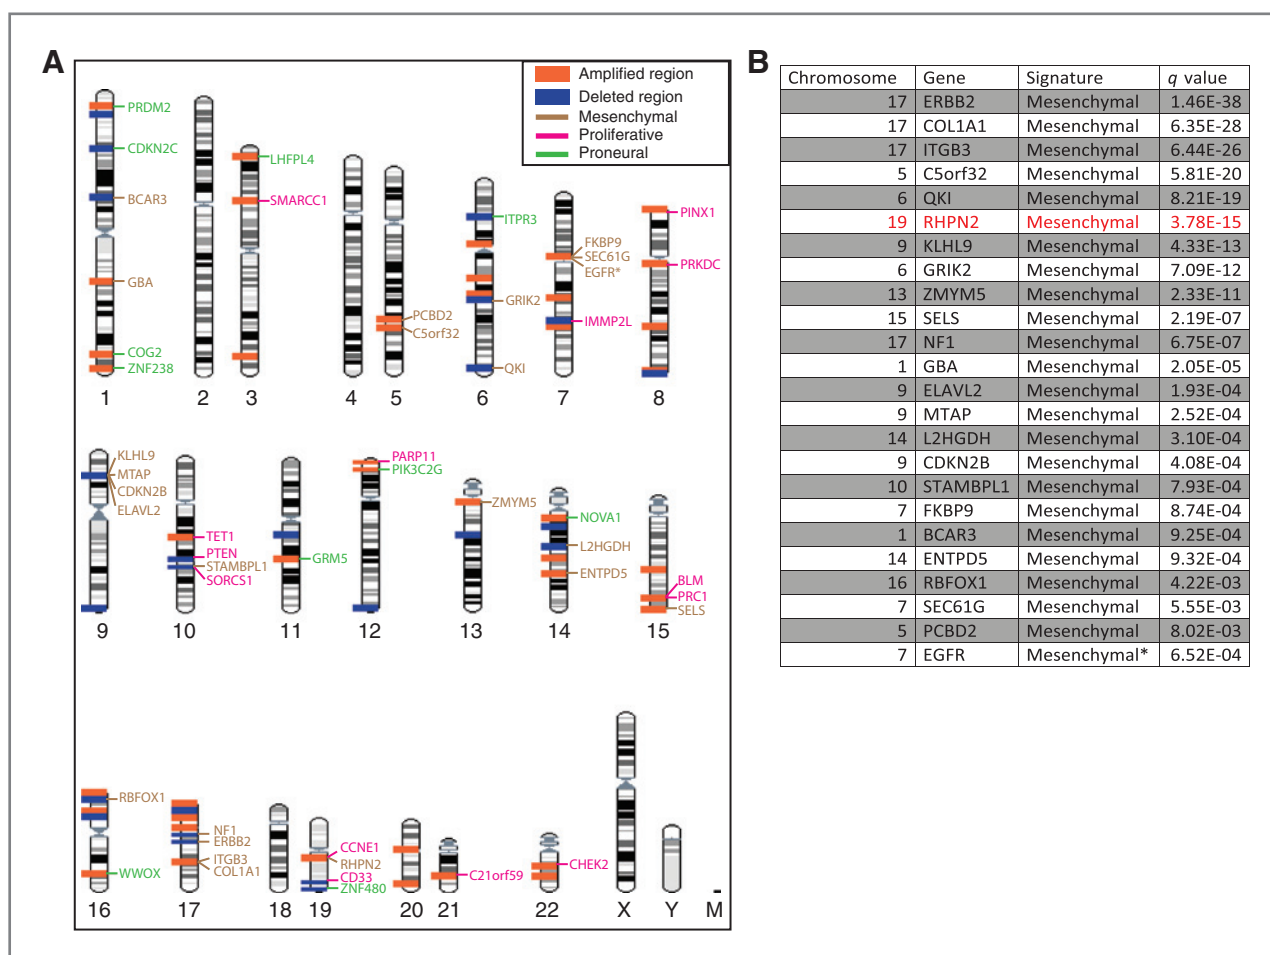 A
Amplified region
Deleted region
Mesenchymal
Proliferative
Proneural
PRDM2
CDKN2C
BCAR3
GBA
COG2
ZNF238
LHFPL4
SMARCC1
PCBD2
C5orf32
ITPR3
GRIK2
QKI
FKBP9
SEC61G
EGFR*
IMMP2L
PINX1
PRKDC
1 2 3 4 5 6 7 8
KLHL9
MTAP
CDKN2B
ELAVL2
TET1
PTEN
STAMBPL1
SORCS1
GRM5
PARP11
PIK3C2G
ZMYM5
NOVA1
L2HGDH
ENTPD5
BLM
PRC1
SELS
9 10 11 12 13 14 15
RBFOX1
WWOX
NF1
ERBB2
ITGB3
COL1A1
CCNE1
RHPN2
CD33
ZNF480
C21orf59
CHEK2
16 17 18 19 20 21 22 X Y M
B
Chromosome Gene Signature q value
17 ERBB2 Mesenchymal 1.46E-38
17 COL1A1 Mesenchymal 6.35E-28
17 ITGB3 Mesenchymal 6.44E-26
5 C5orf32 Mesenchymal 5.81E-20
6 QKI Mesenchymal 8.21E-19
19 RHPN2 Mesenchymal 3.78E-15
9 KLHL9 Mesenchymal 4.33E-13
6 GRIK2 Mesenchymal 7.09E-12
13 ZMYM5 Mesenchymal 2.33E-11
15 SELS Mesenchymal 2.19E-07
17 NF1 Mesenchymal 6.75E-07
1 GBA Mesenchymal 2.05E-05
9 ELAVL2 Mesenchymal 1.93E-04
9 MTAP Mesenchymal 2.52E-04
14 L2HGDH Mesenchymal 3.10E-04
9 CDKN2B Mesenchymal 4.08E-04
10 STAMBPL1 Mesenchymal 7.93E-04
7 FKBP9 Mesenchymal 8.74E-04
1 BCAR3 Mesenchymal 9.25E-04
14 ENTPD5 Mesenchymal 9.32E-04
16 RBFOX1 Mesenchymal 4.22E-03
7 SEC61G Mesenchymal 5.55E-03
5 PCBD2 Mesenchymal 8.02E-03
7 EGFR Mesenchymal* 6.52E-04